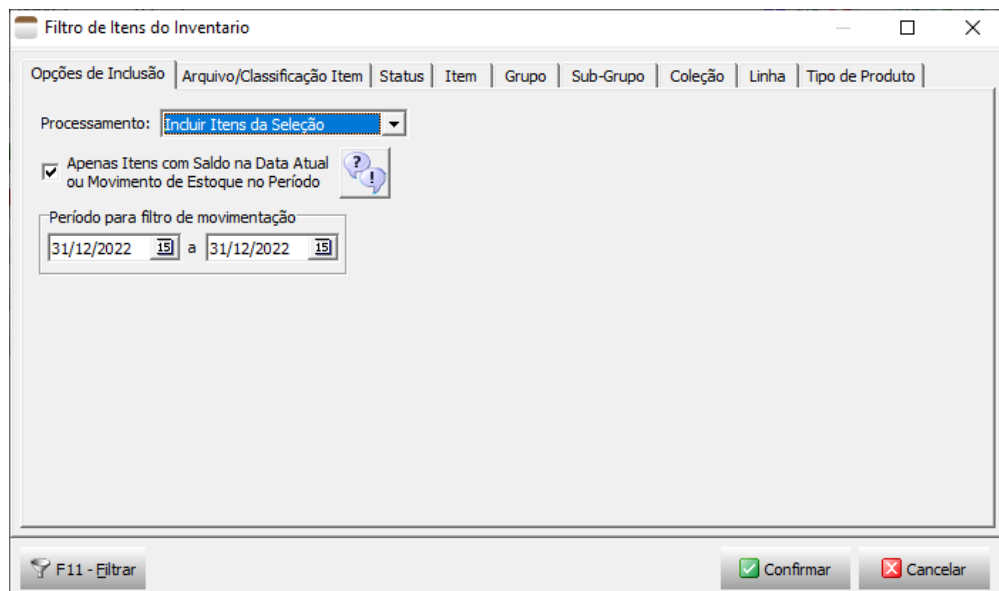 Filtro de Itens do Inventario
Opções de Inclusão Arquivo/Classificação Item Status Item Grupo Sub-Grupo Coleção Linha Tipo de Produto
Processamento: Incluir Itens da Seleção
Apenas Itens com Saldo na Data Atual
ou Movimento de Estoque no Período
Período para filtro de movimentação
31/12/2022 15 a 31/12/2022 15
F11 - Filtrar Confirmar Cancelar